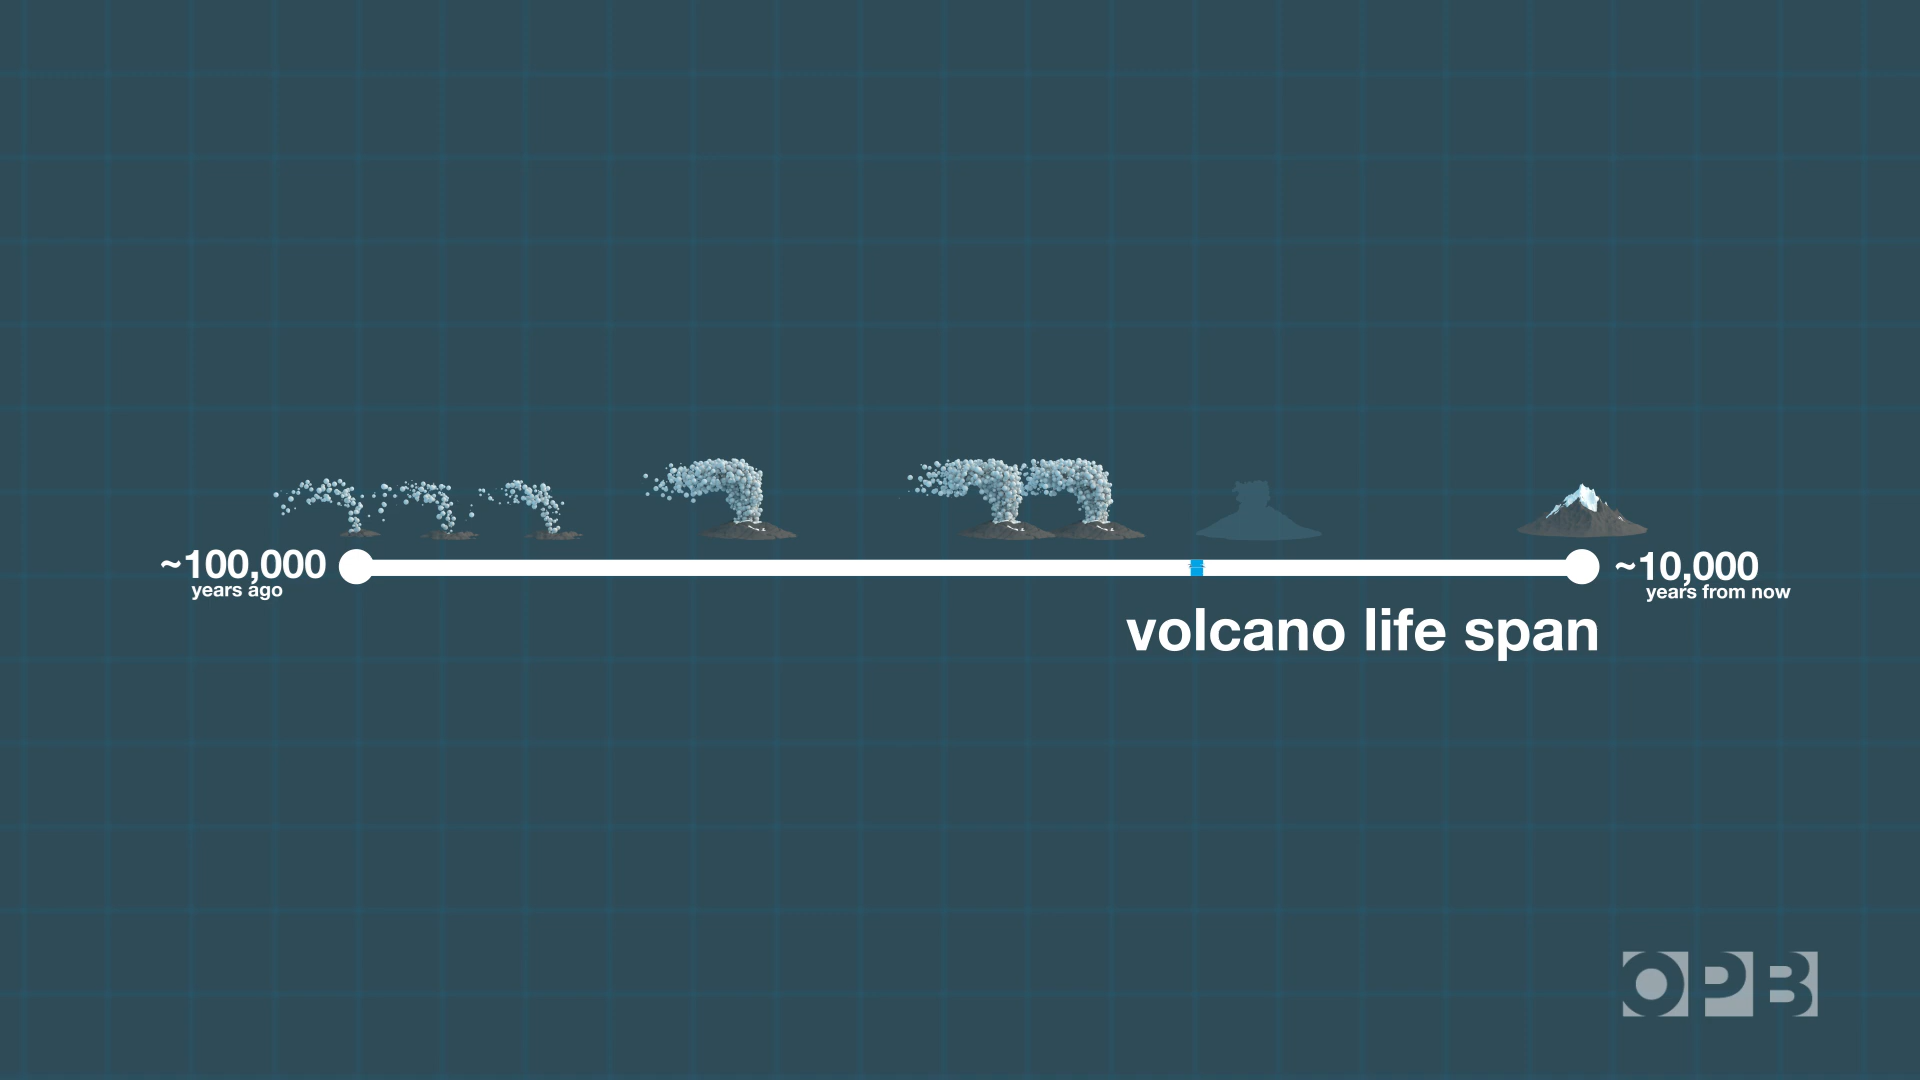 ~100,000
years ago
~10,000
years from now
volcano life span
OPB